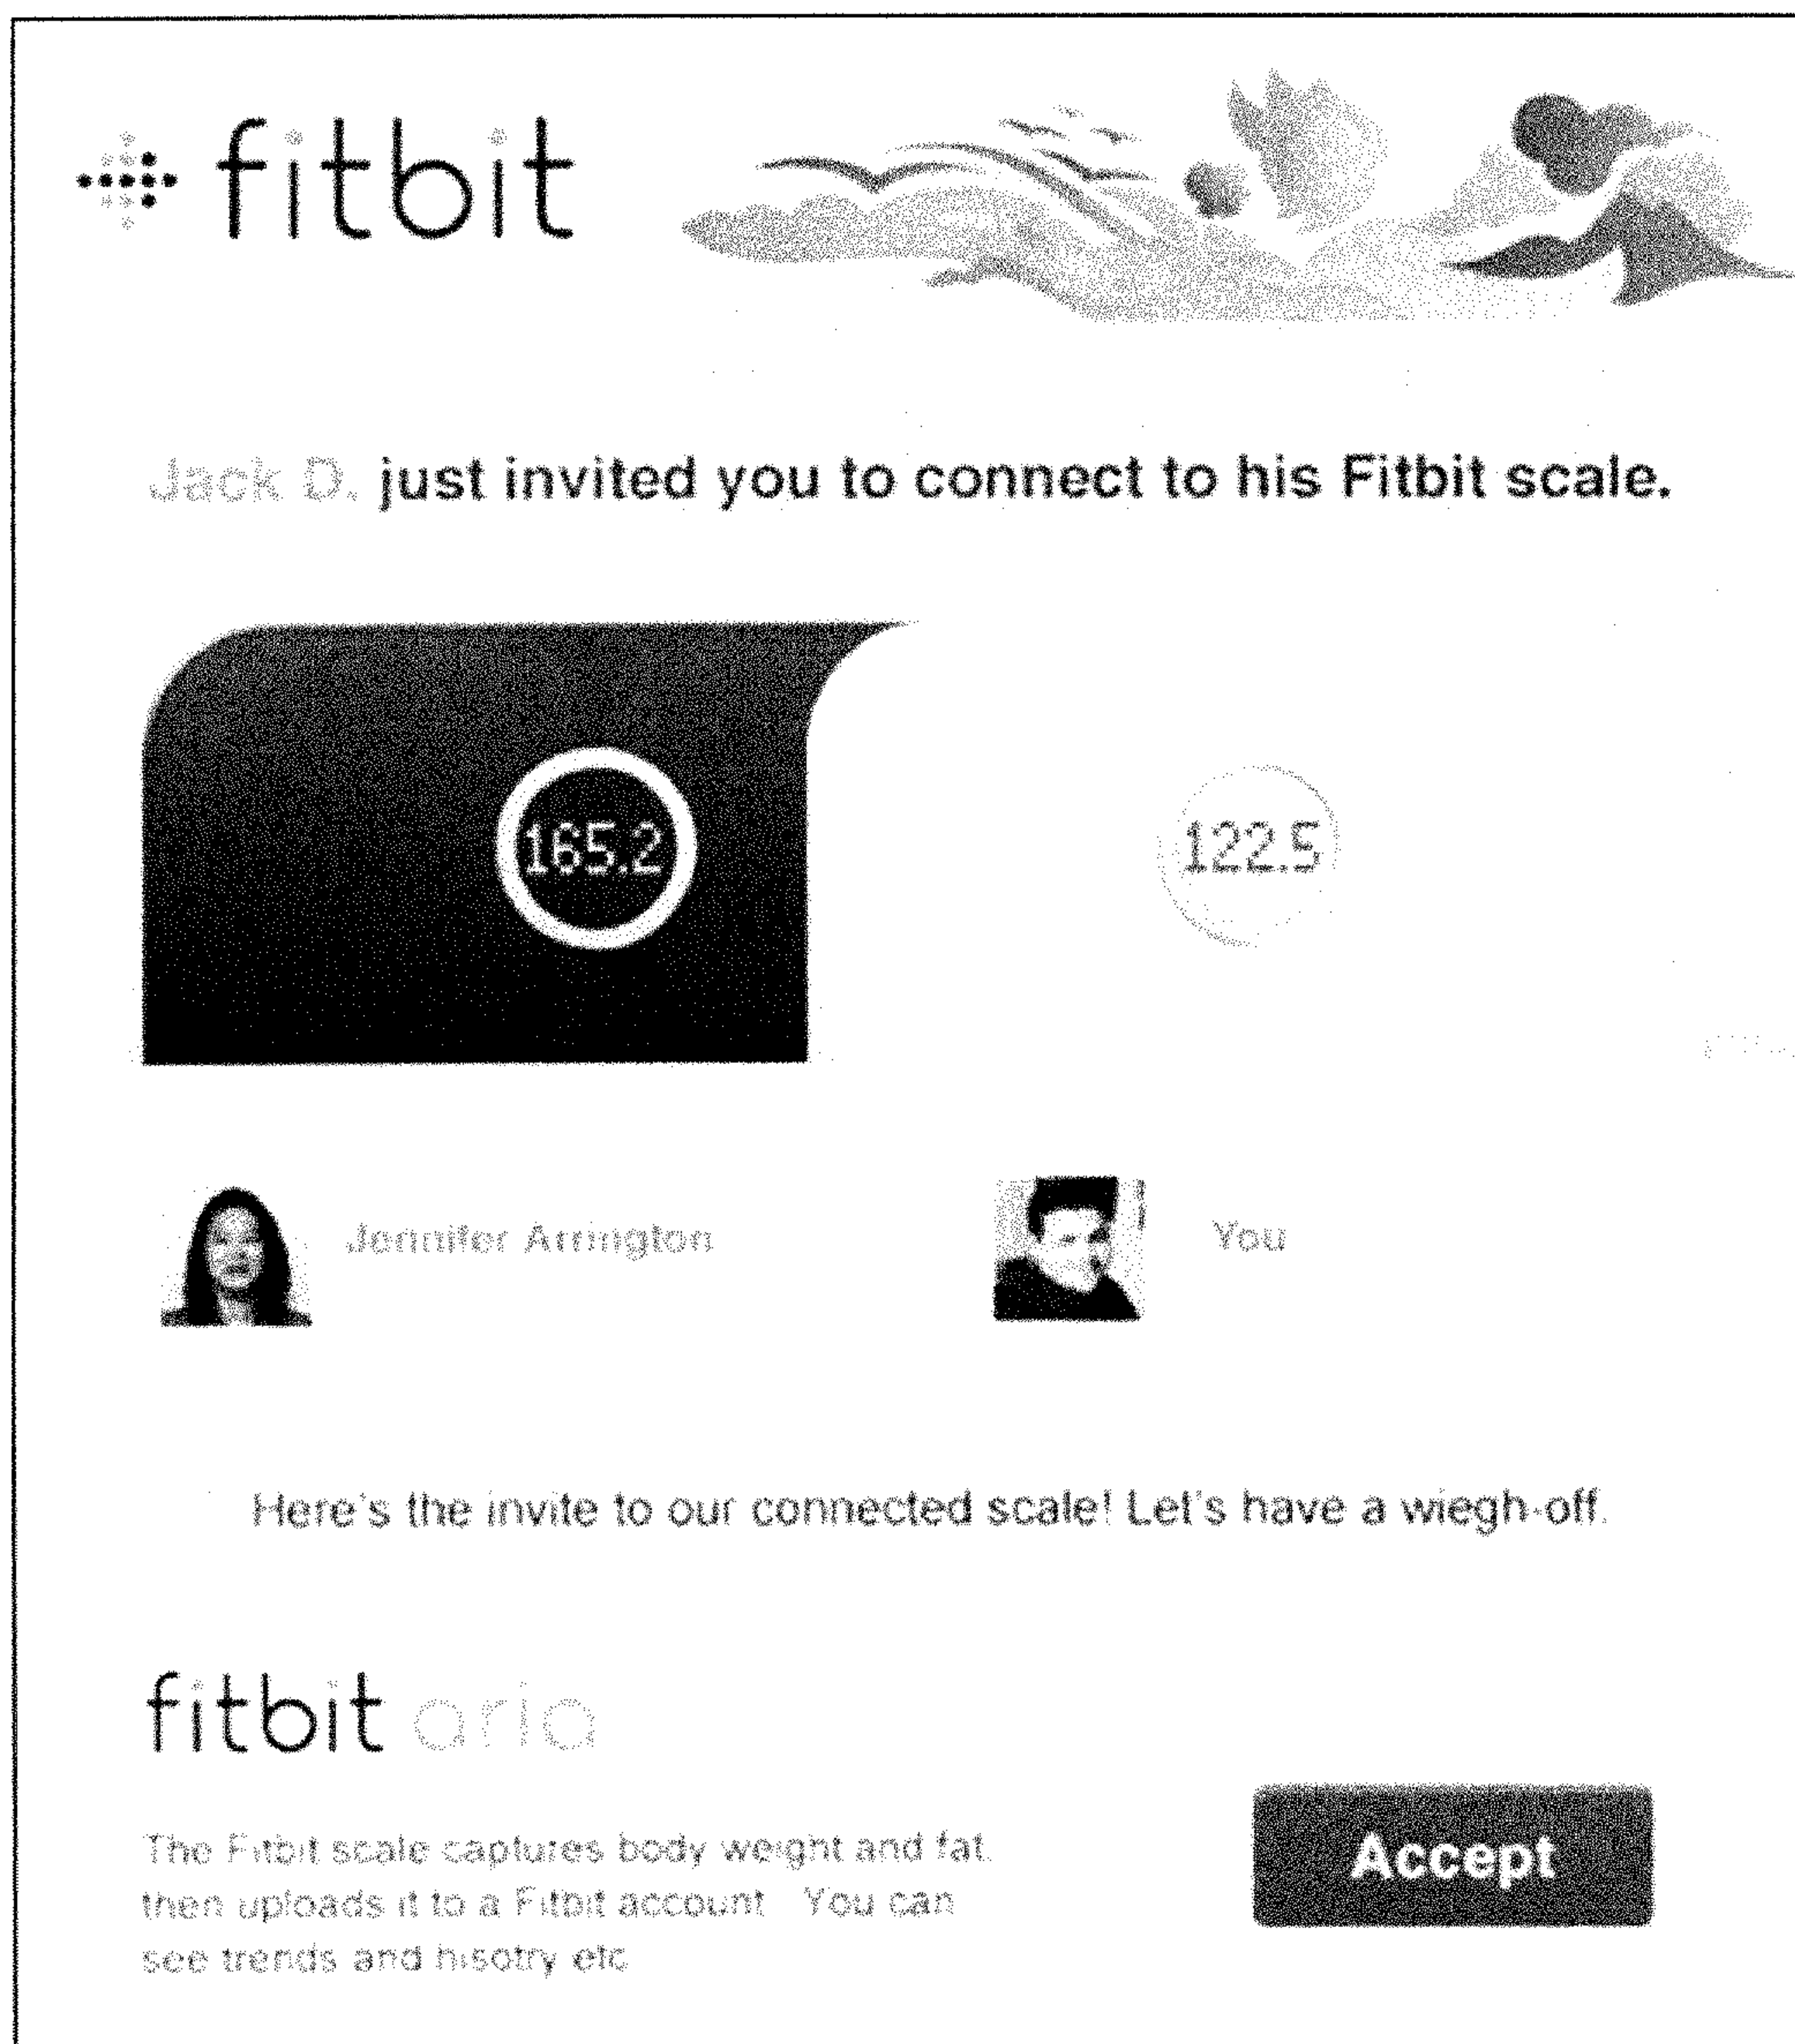 fitbit
Jack D. just invited you to connect to his Fitbit scale.
165.2
122.5
Jennifer Arrington
You
Here's the invite to our connected scale! Let's have a wiegh-off.
fitbit aria
The Fitbit scale captures body weight and fat.
then uploads it to a Fitbit account You can
see trends and hisotry etc
Accept